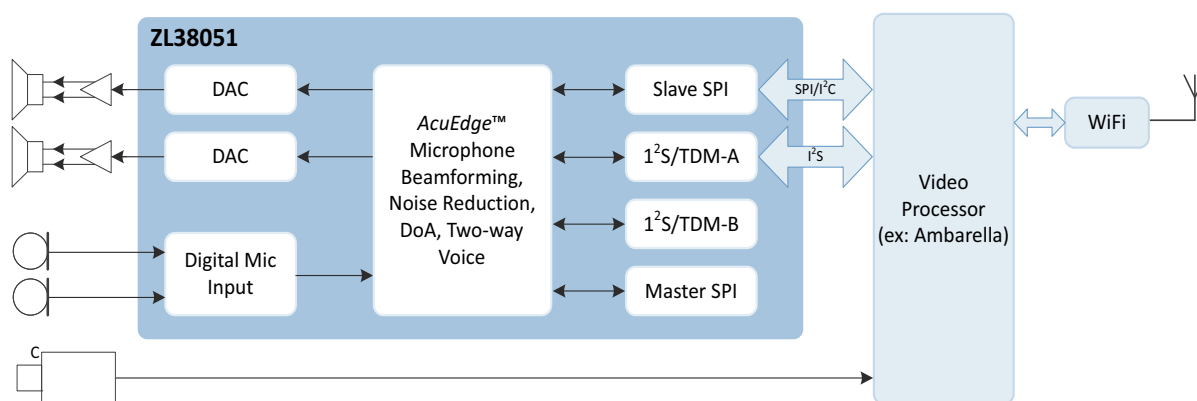 ZL38051
DAC
DAC
Digital Mic
Input
AcuEdge™
Microphone
Beamforming,
Noise Reduction,
DoA, Two-way
Voice
Slave SPI
1²S/TDM-A
1²S/TDM-B
Master SPI
SPI/I²C
I²S
Video
Processor
(ex: Ambarella)
WiFi
C